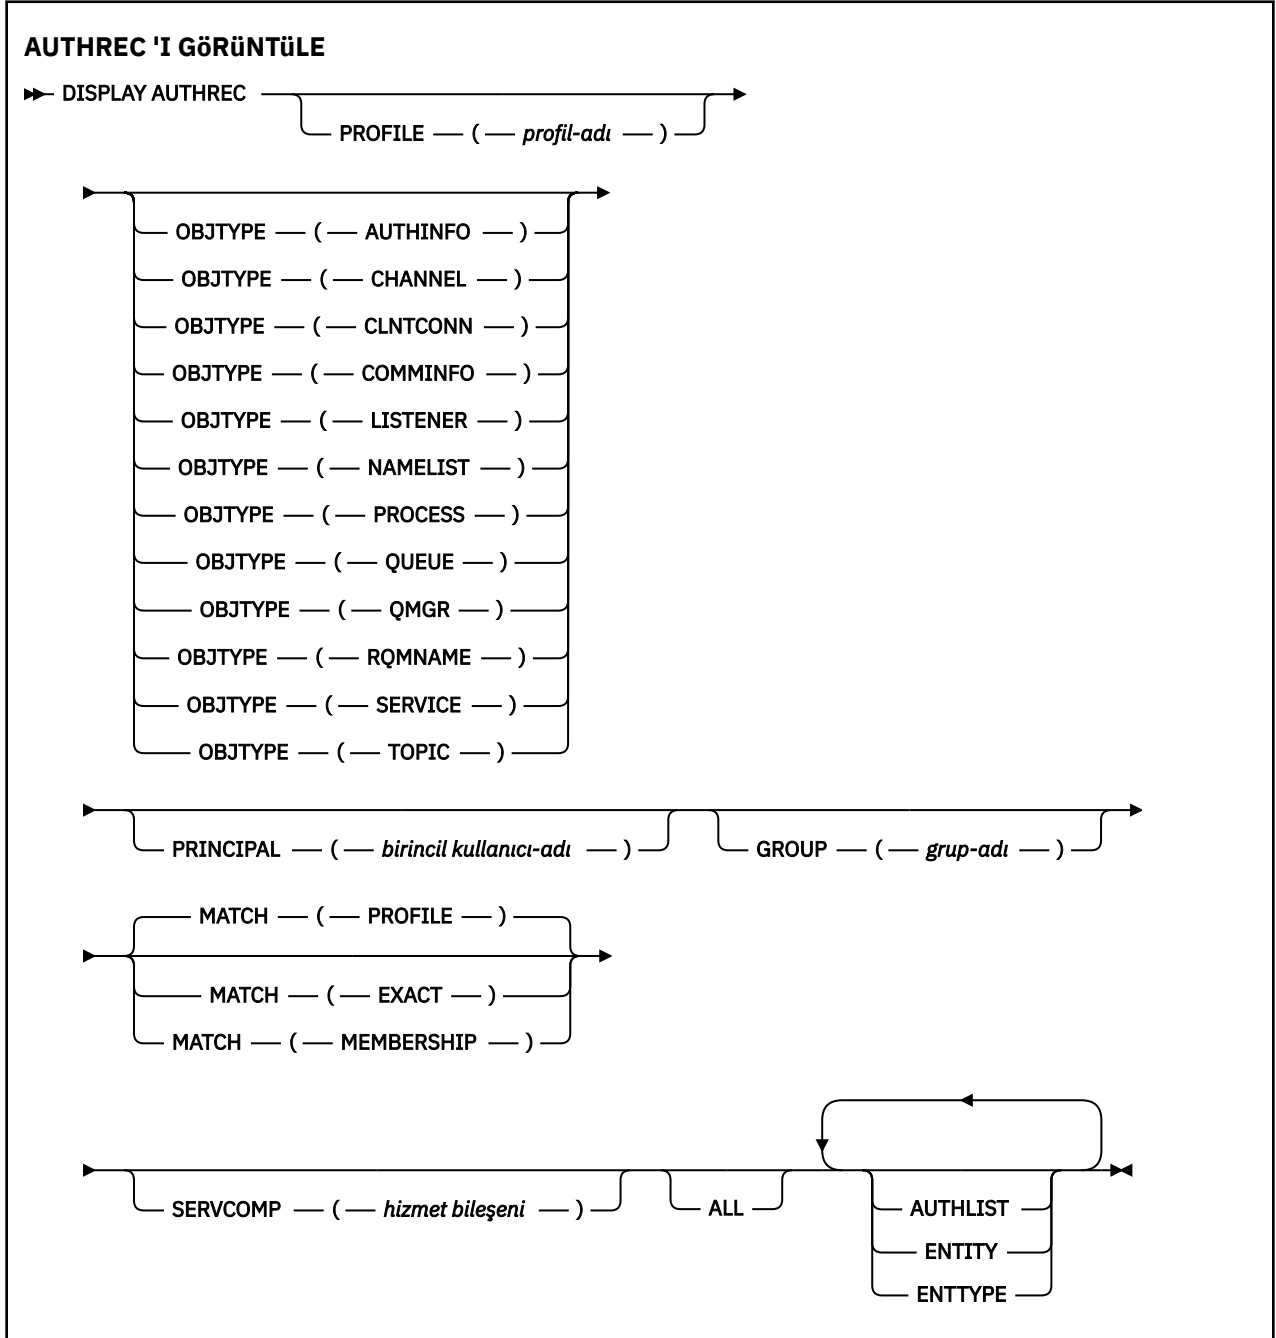 AUTHREC 'I GöRüNTüLE
DISPLAY AUTHREC
PROFILE ( profil-adı )
OBJTYPE ( AUTHINFO )
OBJTYPE ( CHANNEL )
OBJTYPE ( CLNTCONN )
OBJTYPE ( COMMINFO )
OBJTYPE ( LISTENER )
OBJTYPE ( NAMELIST )
OBJTYPE ( PROCESS )
OBJTYPE ( QUEUE )
OBJTYPE ( QMGR )
OBJTYPE ( RQMNAME )
OBJTYPE ( SERVICE )
OBJTYPE ( TOPIC )
PRINCIPAL ( birincil kullanıcı-adı ) GROUP ( grup-adı )
MATCH ( PROFILE )
MATCH ( EXACT )
MATCH ( MEMBERSHIP )
SERVCOMP ( hizmet bileşeni ) ALL AUTHLIST
ENTITY
ENTTYPE